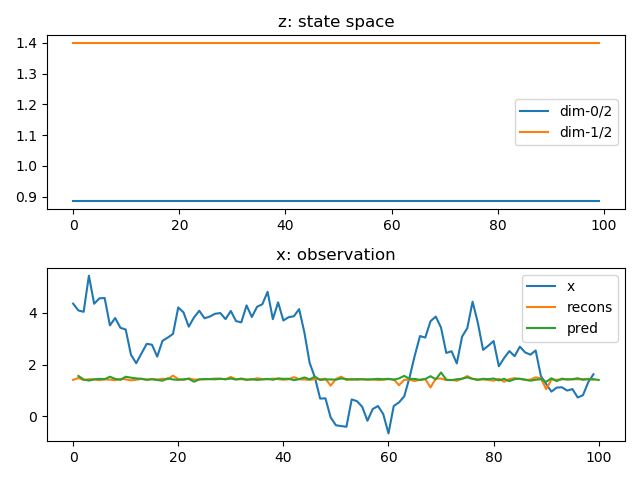 z: state space
1.4
1.3
1.2
1.1
1.0
0.9
dim-0/2
dim-1/2
0 20 40 60 80 100
x: observation
4
2
0
x
recons
pred
0 20 40 60 80 100